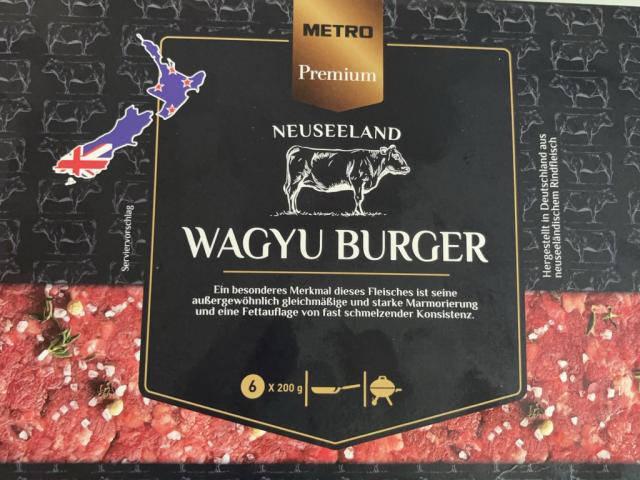 METRO
Premium
NEUSEELAND
WAGYU BURGER
Ein besonderes Merkmal dieses Fleisches ist seine
außergewöhnlich gleichmäßige und starke Marmorierung
und eine Fettauflage von fast schmelzender Konsistenz.
6 X 200 g
Serviervorschlag
Hergestellt in Deutschland aus
neuseeländischem Rindfleisch